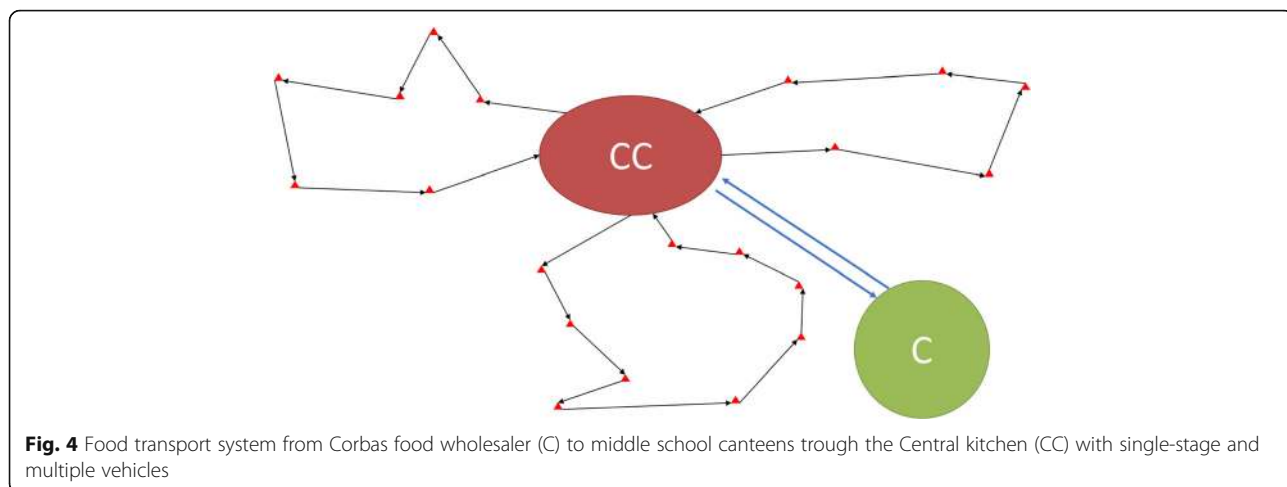 CC
C
Fig. 4 Food transport system from Corbas food wholesaler (C) to middle school canteens trough the Central kitchen (CC) with single-stage and
multiple vehicles